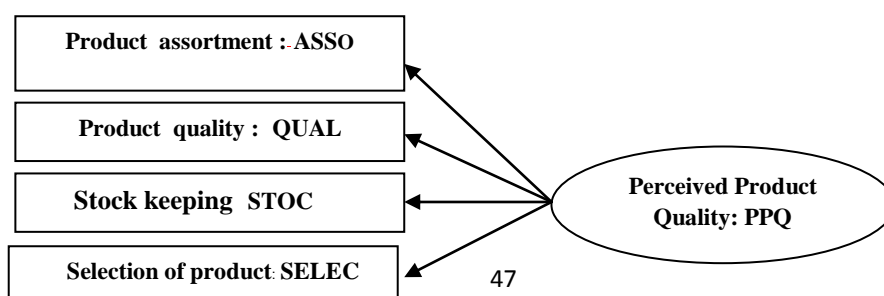 Product assortment :-ASSO
Product quality : QUAL
Stock keeping STOC
Selection of product: SELEC
Perceived Product
Quality: PPQ
47